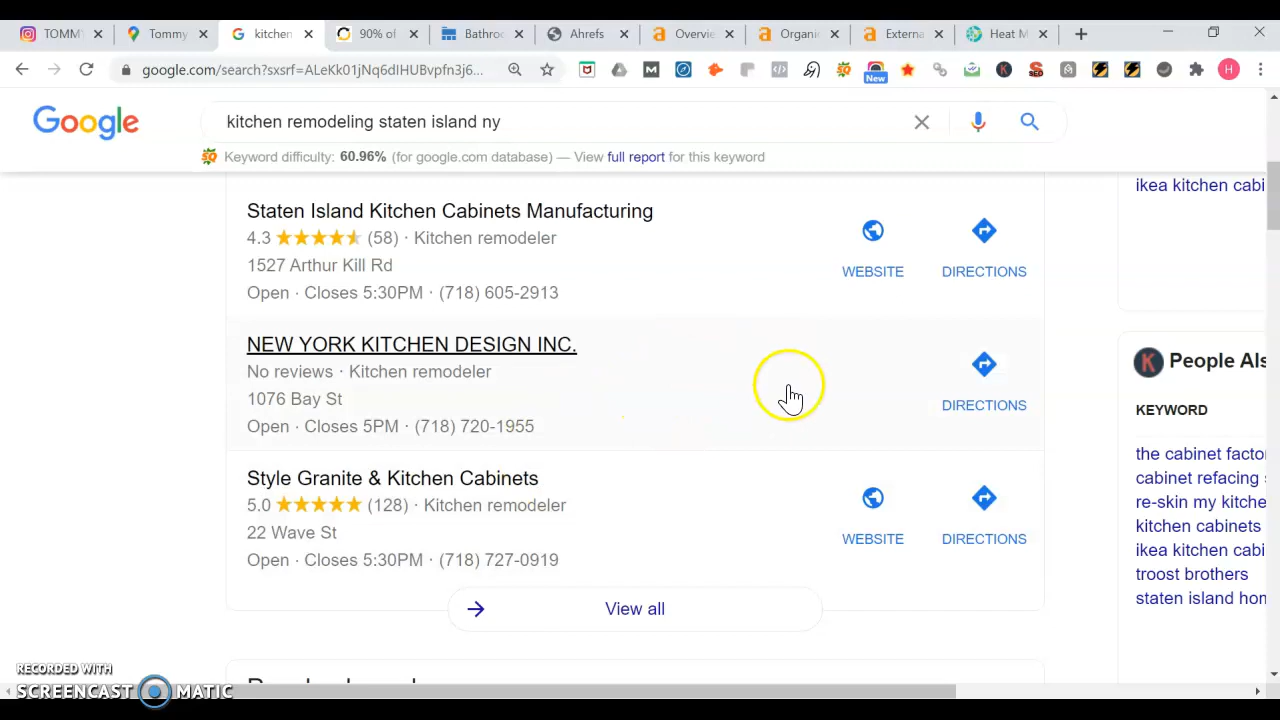 TOMM
Tommy
kitchen
90% of
Bathroo
Ahrefs
Overvie
Organic
Externa
Heat M
google.com/search?sxsrf=ALeKk01jNq6dIHUBvpfn3j6...
New
Google
kitchen remodeling staten island ny
Keyword difficulty: 60.96% (for google.com database) — View full report for this keyword
ikea kitchen cabi
Staten Island Kitchen Cabinets Manufacturing
4.3 (58) · Kitchen remodeler
1527 Arthur Kill Rd
Open · Closes 5:30PM · (718) 605-2913
WEBSITE
DIRECTIONS
NEW YORK KITCHEN DESIGN INC.
No reviews · Kitchen remodeler
1076 Bay St
Open · Closes 5PM · (718) 720-1955
DIRECTIONS
Style Granite & Kitchen Cabinets
5.0 (128) · Kitchen remodeler
22 Wave St
Open · Closes 5:30PM · (718) 727-0919
WEBSITE
DIRECTIONS
View all
People Als
KEYWORD
the cabinet factor
cabinet refacing s
re-skin my kitche
kitchen cabinets
ikea kitchen cabi
troost brothers
staten island hom
RECORDED WITH
SCREENCAST MATIC